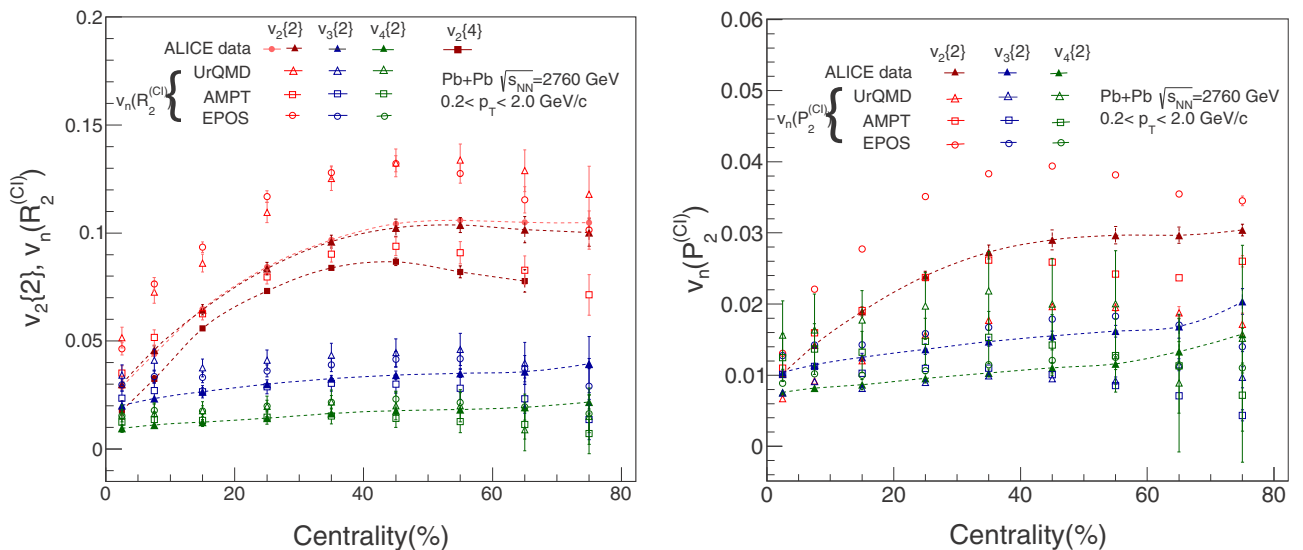 v₂{2} v₃{2} v₄{2} v₂{4}
ALICE data
UrQMD
AMPT
EPOS
vₙ(R₂^(CI)) {
Pb+Pb √s_NN=2760 GeV
0.2< p_T < 2.0 GeV/c
v₂{2}, vₙ(R₂^(CI))
0.2
0.15
0.1
0.05
0
0 20 40 60 80
Centrality(%)
v₂{2} v₃{2} v₄{2}
ALICE data
UrQMD
AMPT
EPOS
vₙ(P₂^(CI)) {
Pb+Pb √s_NN=2760 GeV
0.2< p_T < 2.0 GeV/c
vₙ(P₂^(CI))
0.06
0.05
0.04
0.03
0.02
0.01
0
0 20 40 60 80
Centrality(%)